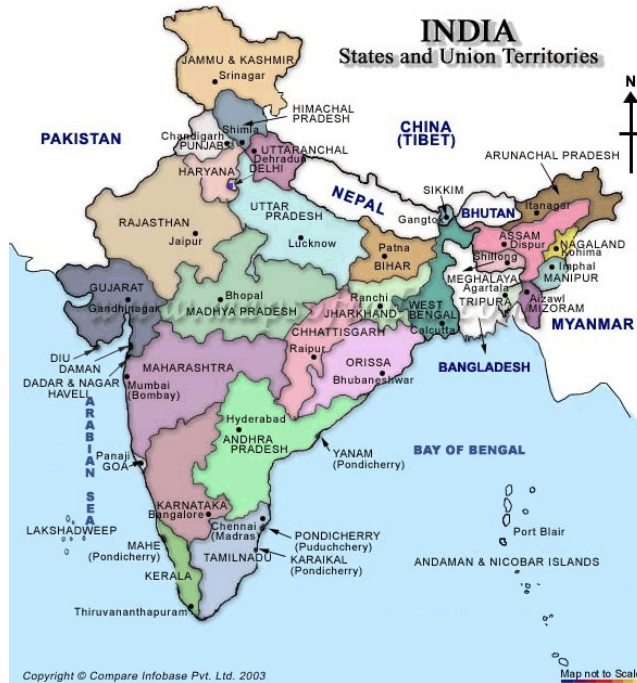 INDIA
States and Union Territories
N
JAMMU & KASHMIR
Srinagar
HIMACHAL
PRADESH
PAKISTAN
Chandigarh
Shimla
PUNJAB
CHINA
(TIBET)
UTTARANCHAL
Dehradun
HARYANA
DELHI
ARUNACHAL PRADESH
NEPAL
SIKKIM
BHUTAN
Itanagar
RAJASTHAN
Jaipur
UTTAR
PRADESH
Lucknow
Gangtok
ASSAM
Dispur
NAGALAND
Kohima
Patna
BIHAR
Shillong
MEGHALAYA
Imphal
MANIPUR
GUJARAT
Gandhinagar
Bhopal
MADHYA PRADESH
Ranchi
JHARKHAND
WEST
BENGAL
Calcutta
Agartala
TRIPURA
Aizawl
MIZORAM
MYANMAR
CHHATTISGARH
Raipur
DIU
DAMAN
DADAR & NAGAR
HAVELI
MAHARASHTRA
Mumbai
(Bombay)
ORISSA
Bhubaneshwar
BANGLADESH
ARABIAN SEA
Hyderabad
ANDHRA
PRADESH
YANAM
(Pondicherry)
BAY OF BENGAL
Panaji
GOA
KARNATAKA
Bangalore
LAKSHADWEEP
Chennai
(Madras)
PONDICHERRY
(Puduchchery)
Port Blair
MAHE
(Pondicherry)
TAMILNADU
KARAIKAL
(Pondicherry)
ANDAMAN & NICOBAR ISLANDS
KERALA
Thiruvananthapuram
Copyright © Compare Infobase Pvt. Ltd. 2003
Map not to Scale